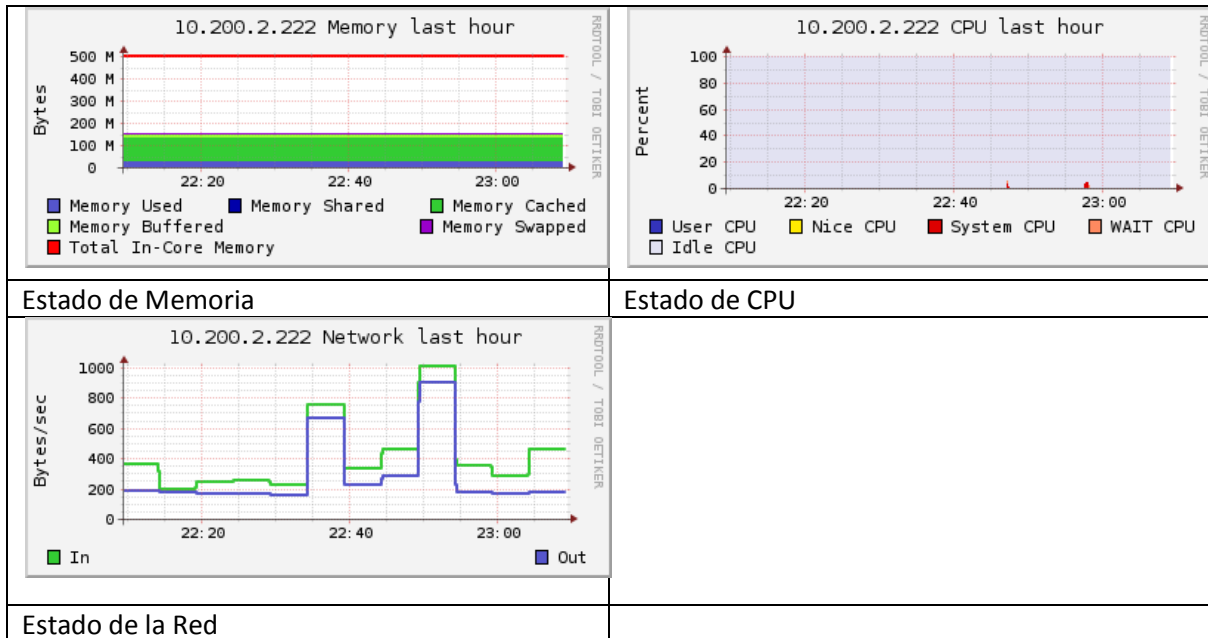 10.200.2.222 Memory last hour
RRDTOOL / TOBI OETIKER
Bytes
500 M
400 M
300 M
200 M
100 M
0
22:20 22:40 23:00
Memory Used Memory Shared Memory Cached
Memory Buffered Memory Swapped
Total In-Core Memory
10.200.2.222 CPU last hour
RRDTOOL / TOBI OETIKER
Percent
100
80
60
40
20
0
22:20 22:40 23:00
User CPU Nice CPU System CPU WAIT CPU
Idle CPU
Estado de Memoria
Estado de CPU
10.200.2.222 Network last hour
RRDTOOL / TOBI OETIKER
Bytes/sec
1000
800
600
400
200
0
22:20 22:40 23:00
In Out
Estado de la Red